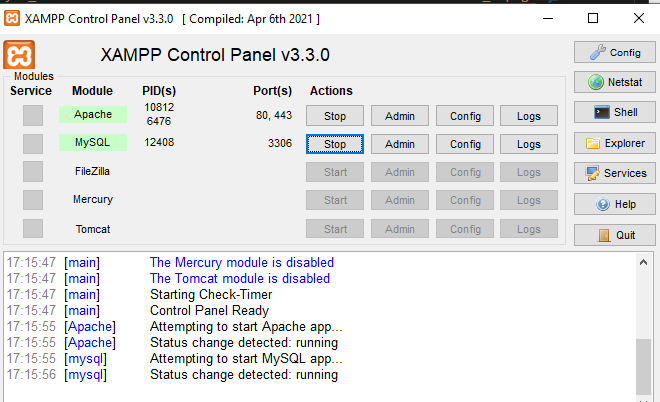 XAMPP Control Panel v3.3.0 [ Compiled: Apr 6th 2021 ]
XAMPP Control Panel v3.3.0
Config
Modules
Service Module PID(s) Port(s) Actions
Netstat
Apache 10812 6476 80, 443 Stop Admin Config Logs
Shell
MySQL 12408 3306 Stop Admin Config Logs
Explorer
FileZilla Start Admin Config Logs
Services
Mercury Start Admin Config Logs
Help
Tomcat Start Admin Config Logs
Quit
17:15:47 [main] The Mercury module is disabled
17:15:47 [main] The Tomcat module is disabled
17:15:47 [main] Starting Check-Timer
17:15:47 [main] Control Panel Ready
17:15:55 [Apache] Attempting to start Apache app...
17:15:55 [Apache] Status change detected: running
17:15:55 [mysql] Attempting to start MySQL app...
17:15:56 [mysql] Status change detected: running